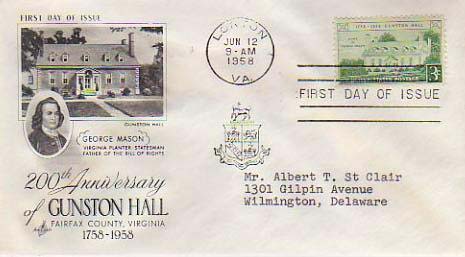 FIRST DAY OF ISSUE
GUNSTON HALL
GEORGE MASON
VIRGINIA PLANTER, STATESMAN
FATHER OF THE BILL OF RIGHTS
200th Anniversary
of GUNSTON HALL
FAIRFAX COUNTY, VIRGINIA
1758-1958
LORTON
JUN 12
9-AM
1958
VA.
1758-1958 GUNSTON HALL
3¢
FIRST DAY OF ISSUE
Mr. Albert T. St Clair
1301 Gilpin Avenue
Wilmington, Delaware